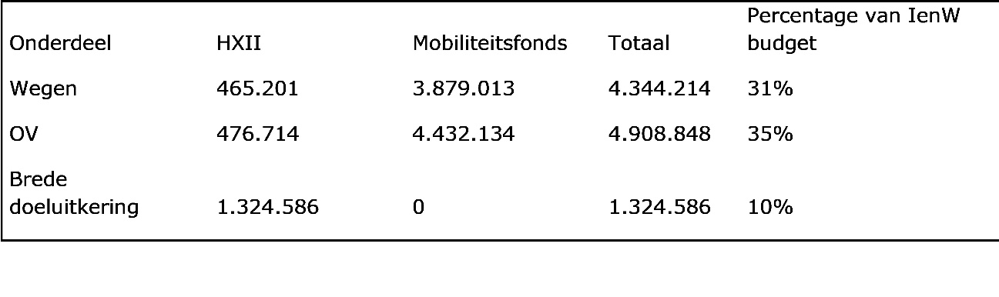 Onderdeel HXII Mobiliteitsfonds Totaal Percentage van IenW budget
Wegen 465.201 3.879.013 4.344.214 31%
OV 476.714 4.432.134 4.908.848 35%
Brede
doeluitkering 1.324.586 0 1.324.586 10%